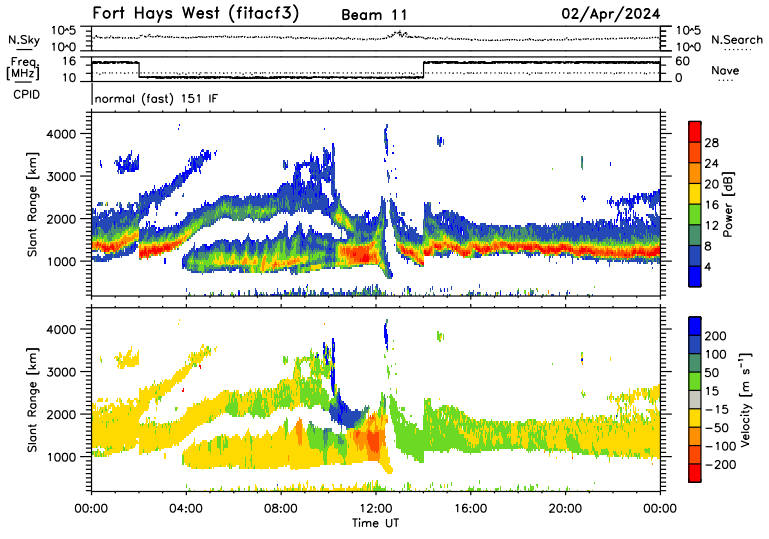 Fort Hays West (fitacf3) Beam 11 02/Apr/2024
N.Sky 10^5 10^0 10^5 10^0 N.Search
Freq. [MHz] 16 10 60 0 Nave
CPID normal (fast) 151 IF
Slant Range [km]
4000
3000
2000
1000
Power [dB]
28
24
20
16
12
8
4
Slant Range [km]
4000
3000
2000
1000
Velocity [m s⁻¹]
200
100
50
15
−15
−50
−100
−200
00:00 04:00 08:00 12:00 16:00 20:00 00:00
Time UT